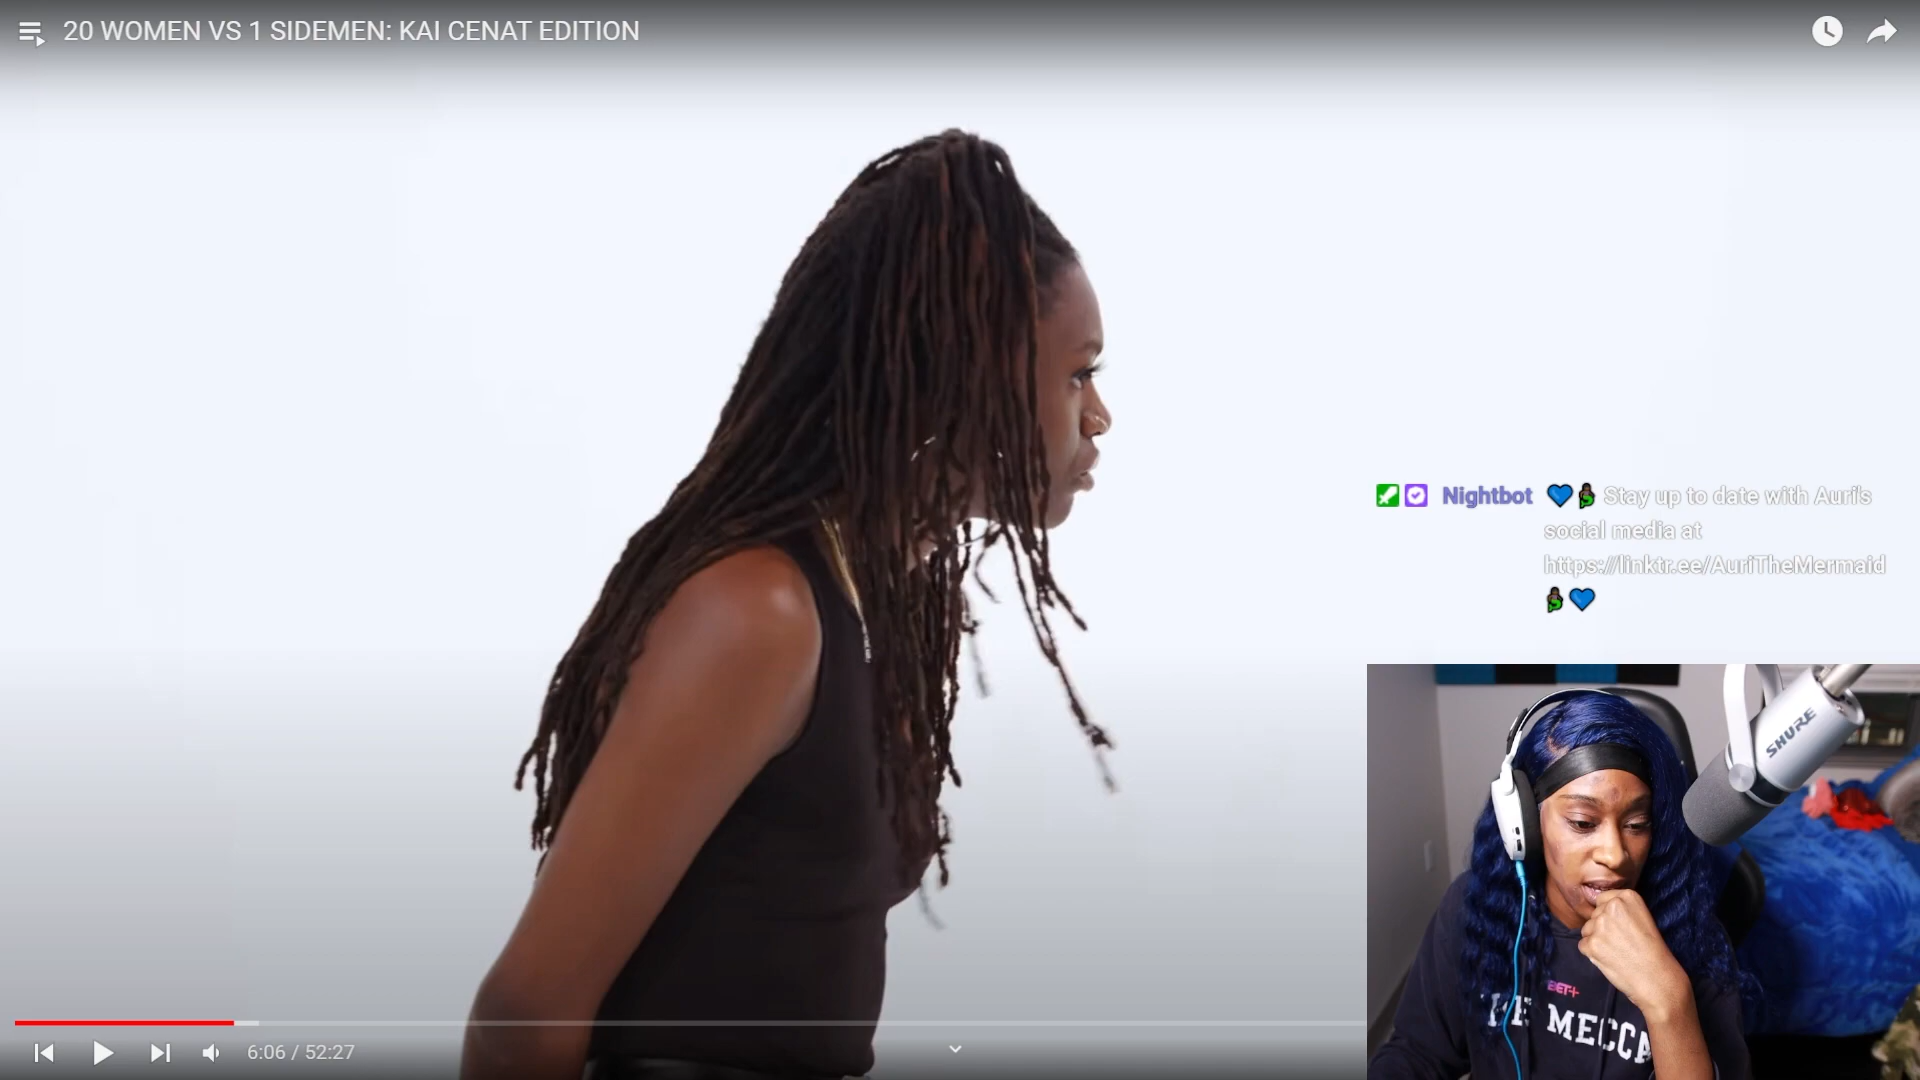 20 WOMEN VS 1 SIDEMEN: KAI CENAT EDITION
Nightbot 💙 Stay up to date with Auri's
social media at
https://linktr.ee/AuriTheMermaid
💙
SHURE
BET+
THE MECCA
6:06 / 52:27